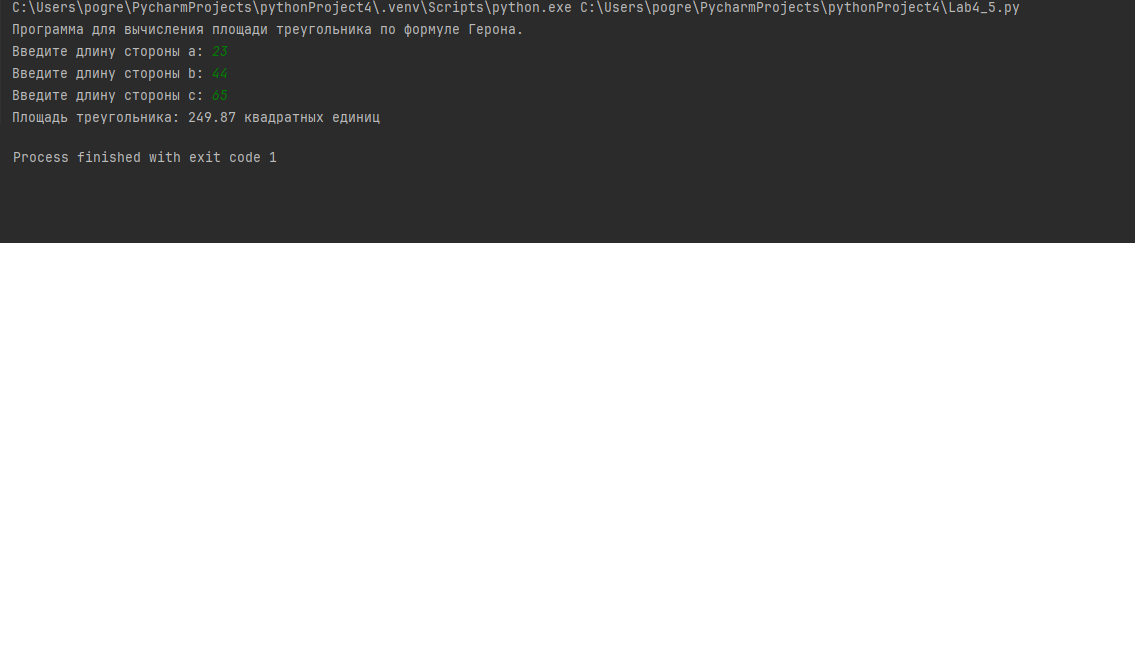 C:\Users\pogre\PycharmProjects\pythonProject4\.venv\Scripts\python.exe C:\Users\pogre\PycharmProjects\pythonProject4\Lab4_5.py
Программа для вычисления площади треугольника по формуле Герона.
Введите длину стороны a: 23
Введите длину стороны b: 44
Введите длину стороны c: 65
Площадь треугольника: 249.87 квадратных единиц
Process finished with exit code 1